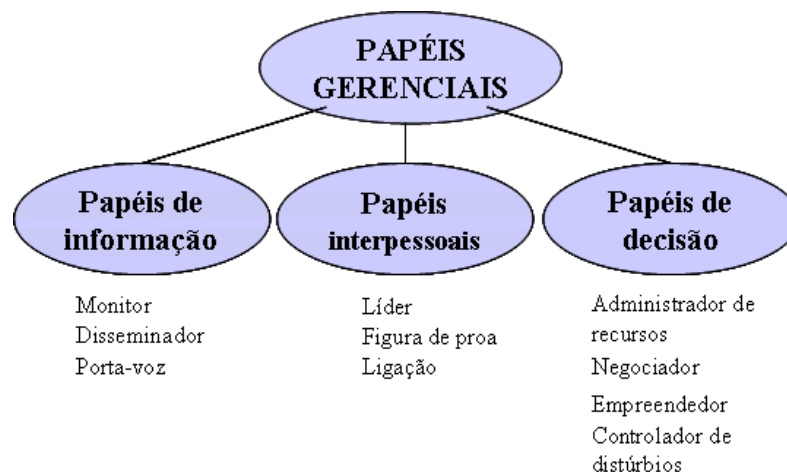 PAPÉIS
GERENCIAIS
Papéis de
informação
Papéis
interpessoais
Papéis de
decisão
Monitor
Disseminador
Porta-voz
Líder
Figura de proa
Ligação
Administrador de
recursos
Negociador
Empreendedor
Controlador de
distúrbios